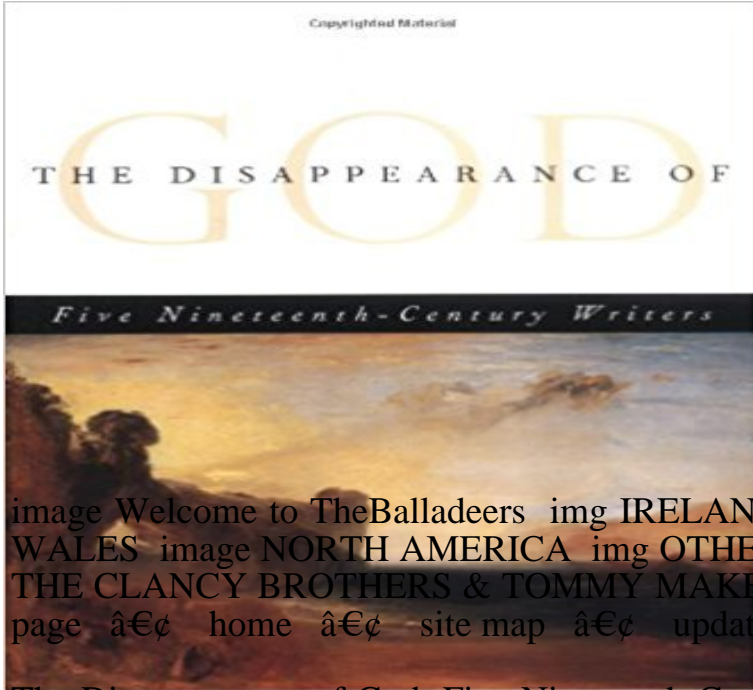 Copyrighted Material
GOD
THE DISAPPEARANCE OF
Five Nineteenth-Century Writers
image Welcome to TheBalladeers img IRELAN
WALES image NORTH AMERICA img OTHE
THE CLANCY BROTHERS & TOMMY MAKE
page • home • site map • updat